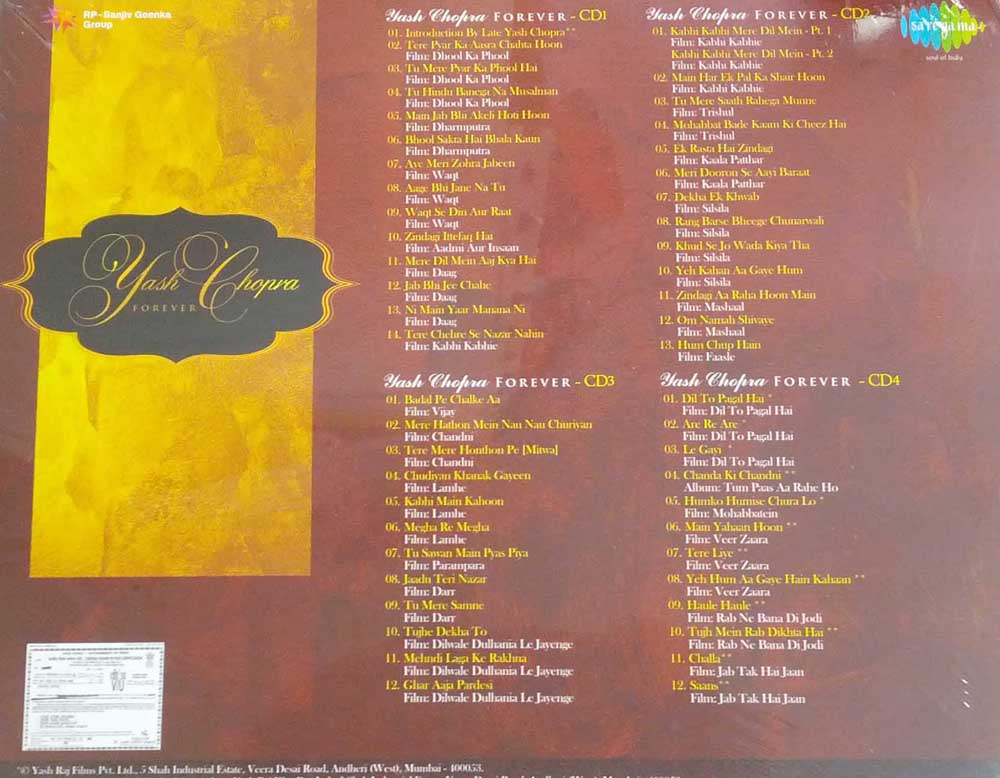 RP-Sanjiv Goenka
Group
Yash Chopra FOREVER - CD1
01. Introduction By Late Yash Chopra**
02. Tere Pyar Ka Aasra Chahta Hoon
Film: Dhool Ka Phool
03. Tu Mere Pyar Ka Phool Hai
Film: Dhool Ka Phool
04. Tu Hindu Banega Na Musalman
Film: Dhool Ka Phool
05. Main Jab Bhi Akeli Hoti Hoon
Film: Dharmputra
06. Bhool Sakta Hai Bhala Kaun
Film: Dharmputra
07. Aye Meri Zohra Jabeen
Film: Waqt
08. Aage Bhi Jane Na Tu
Film: Waqt
09. Waqt Se Din Aur Raat
Film: Waqt
10. Zindagi Ittefaq Hai
Film: Aadmi Aur Insaan
11. Mere Dil Mein Aaj Kya Hai
Film: Daag
12. Jab Bhi Jee Chahe
Film: Daag
13. Ni Main Yaar Manana Ni
Film: Daag
14. Tere Chehre Se Nazar Nahin
Film: Kabhi Kabhie
Yash Chopra FOREVER - CD2
01. Kabhi Kabhi Mere Dil Mein - Pt. 1
Film: Kabhi Kabhie
Kabhi Kabhi Mere Dil Mein - Pt. 2
Film: Kabhi Kabhie
02. Main Har Ek Pal Ka Shair Hoon
Film: Kabhi Kabhie
03. Tu Mere Saath Rahega Munne
Film: Trishul
04. Mohabbat Bade Kaam Ki Cheez Hai
Film: Trishul
05. Ek Rasta Hai Zindagi
Film: Kaala Patthar
06. Meri Dooron Se Aayi Baraat
Film: Kaala Patthar
07. Dekha Ek Khwab
Film: Silsila
08. Rang Barse Bheege Chunarwali
Film: Silsila
09. Khud Se Jo Wada Kiya Tha
Film: Silsila
10. Yeh Kahan Aa Gaye Hum
Film: Silsila
11. Zindagi Aa Raha Hoon Main
Film: Mashaal
12. Om Namah Shivaye
Film: Mashaal
13. Hum Chup Hain
Film: Faasle
sa re ga ma
soul of India
Yash Chopra
FOREVER
Yash Chopra FOREVER - CD3
01. Badal Pe Chalke Aa
Film: Vijay
02. Mere Hathon Mein Nau Nau Churiyan
Film: Chandni
03. Tere Mere Honthon Pe [Mitwa]
Film: Chandni
04. Chudiyan Khanak Gayeen
Film: Lamhe
05. Kabhi Main Kahoon
Film: Lamhe
06. Megha Re Megha
Film: Lamhe
07. Tu Sawan Main Pyas Piya
Film: Parampara
08. Jaadu Teri Nazar
Film: Darr
09. Tu Mere Samne
Film: Darr
10. Tujhe Dekha To
Film: Dilwale Dulhania Le Jayenge
11. Mehndi Laga Ke Rakhna
Film: Dilwale Dulhania Le Jayenge
12. Ghar Aaja Pardesi
Film: Dilwale Dulhania Le Jayenge
Yash Chopra FOREVER - CD4
01. Dil To Pagal Hai *
Film: Dil To Pagal Hai
02. Are Re Are *
Film: Dil To Pagal Hai
03. Le Gayi *
Film: Dil To Pagal Hai
04. Chanda Ki Chandni **
Album: Tum Paas Aa Rahe Ho
05. Humko Humise Chura Lo *
Film: Mohabbatein
06. Main Yahaan Hoon **
Film: Veer Zaara
07. Tere Liye **
Film: Veer Zaara
08. Yeh Hum Aa Gaye Hain Kahaan **
Film: Veer Zaara
09. Haule Haule **
Film: Rab Ne Bana Di Jodi
10. Tujh Mein Rab Dikhta Hai **
Film: Rab Ne Bana Di Jodi
11. Challa**
Film: Jab Tak Hai Jaan
12. Saans**
Film: Jab Tak Hai Jaan
*© Yash Raj Films Pvt. Ltd., 5 Shah Industrial Estate, Veera Desai Road, Andheri (West), Mumbai - 400053.